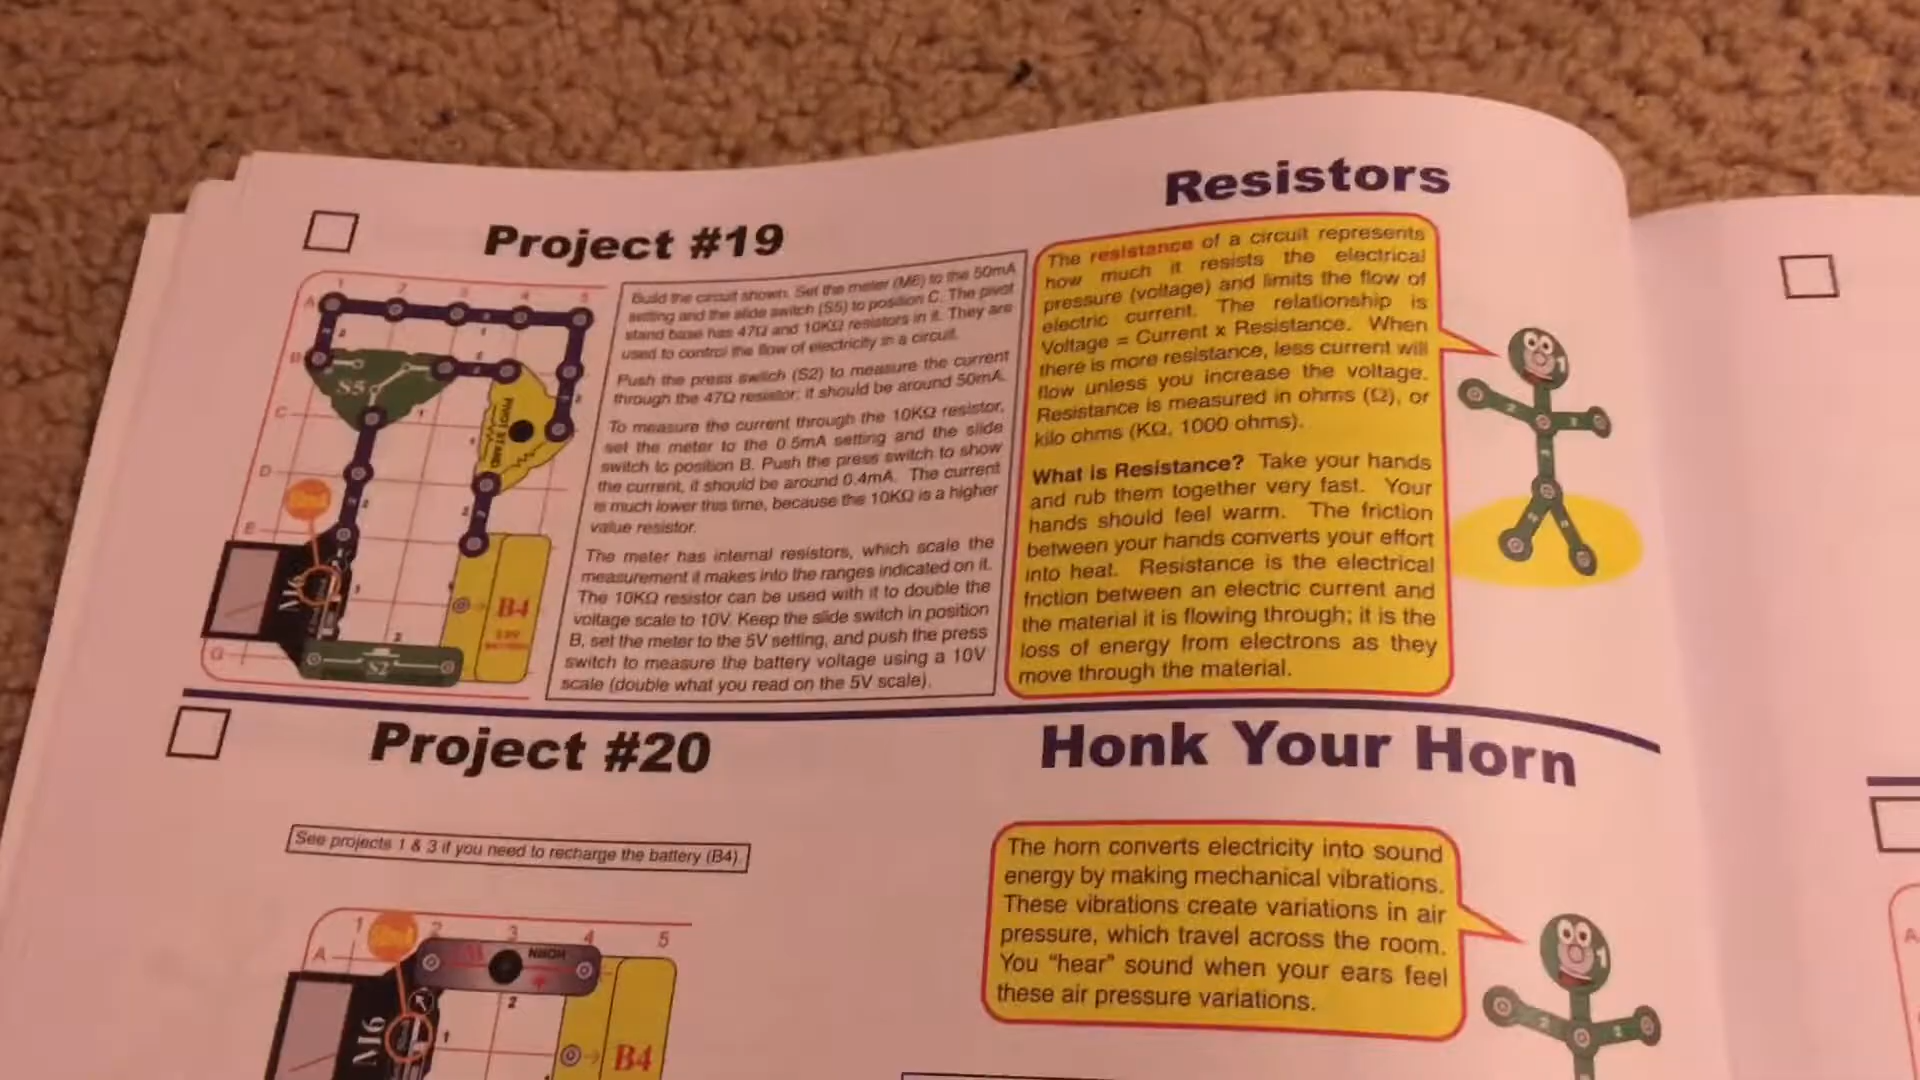 Project #19
Resistors
Build the circuit shown. Set the meter (M6) to the 50mA
setting and the slide switch (S5) to position C. The pivot
stand base has 47Ω and 10KΩ resistors in it. They are
used to control the flow of electricity in a circuit.
Push the press switch (S2) to measure the current
through the 47Ω resistor; it should be around 50mA.
To measure the current through the 10KΩ resistor,
set the meter to the 0.5mA setting and the slide
switch to position B. Push the press switch to show
the current, it should be around 0.4mA. The current
is much lower this time, because the 10KΩ is a higher
value resistor.
The meter has internal resistors, which scale the
measurement it makes into the ranges indicated on it.
The 10KΩ resistor can be used with it to double the
voltage scale to 10V. Keep the slide switch in position
B, set the meter to the 5V setting, and push the press
switch to measure the battery voltage using a 10V
scale (double what you read on the 5V scale).
The resistance of a circuit represents
how much it resists the electrical
pressure (voltage) and limits the flow of
electric current. The relationship is
Voltage = Current x Resistance. When
there is more resistance, less current will
flow unless you increase the voltage.
Resistance is measured in ohms (Ω), or
kilo ohms (KΩ, 1000 ohms).
What is Resistance? Take your hands
and rub them together very fast. Your
hands should feel warm. The friction
between your hands converts your effort
into heat. Resistance is the electrical
friction between an electric current and
the material it is flowing through; it is the
loss of energy from electrons as they
move through the material.
A
B
C
D
E
G
S5
M6
B4
S2
Project #20
Honk Your Horn
See projects 1 & 3 if you need to recharge the battery (B4).
The horn converts electricity into sound
energy by making mechanical vibrations.
These vibrations create variations in air
pressure, which travel across the room.
You “hear” sound when your ears feel
these air pressure variations.
1 2 3 4 5
A
HORN
M6
B4